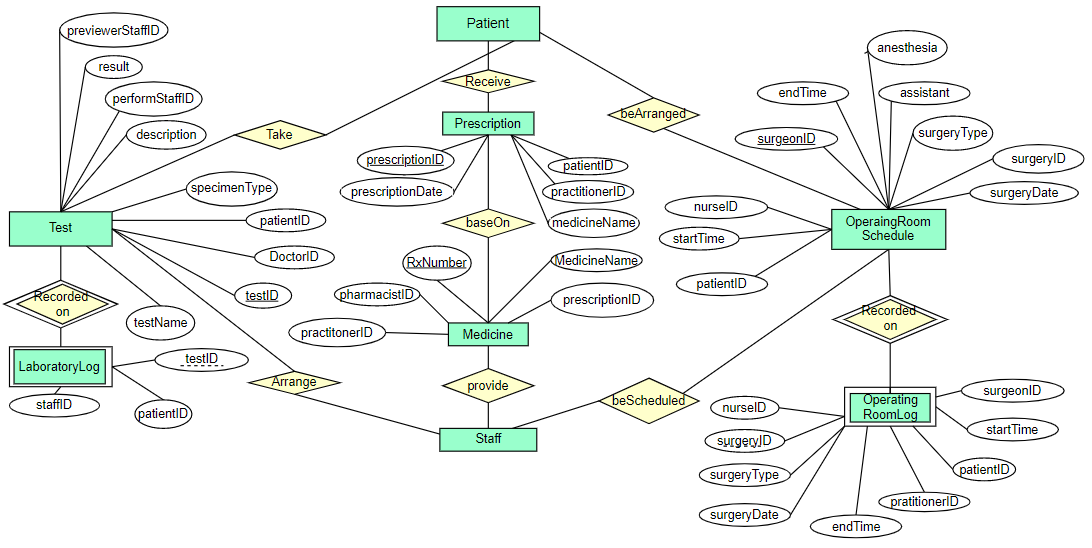 Patient
previewerStaffID
anesthesia
result
Receive
endTime
assistant
performStaffID
beArranged
Prescription
description
Take
surgeonID
surgeryType
prescriptionID
patientID
surgeryID
specimenType
prescriptionDate
practitionerID
surgeryDate
nurseID
patientID
baseOn
medicineName
Test
OperaingRoom
Schedule
startTime
DoctorID
RxNumber
MedicineName
patientID
testID
pharmacistID
prescriptionID
Recorded
on
Recorded
on
testName
practitonerID
Medicine
testID
LaboratoryLog
Arrange
provide
surgeonID
beScheduled
Operating
RoomLog
staffID
patientID
nurseID
startTime
Staff
surgeryID
surgeryType
patientID
pratitionerID
surgeryDate
endTime